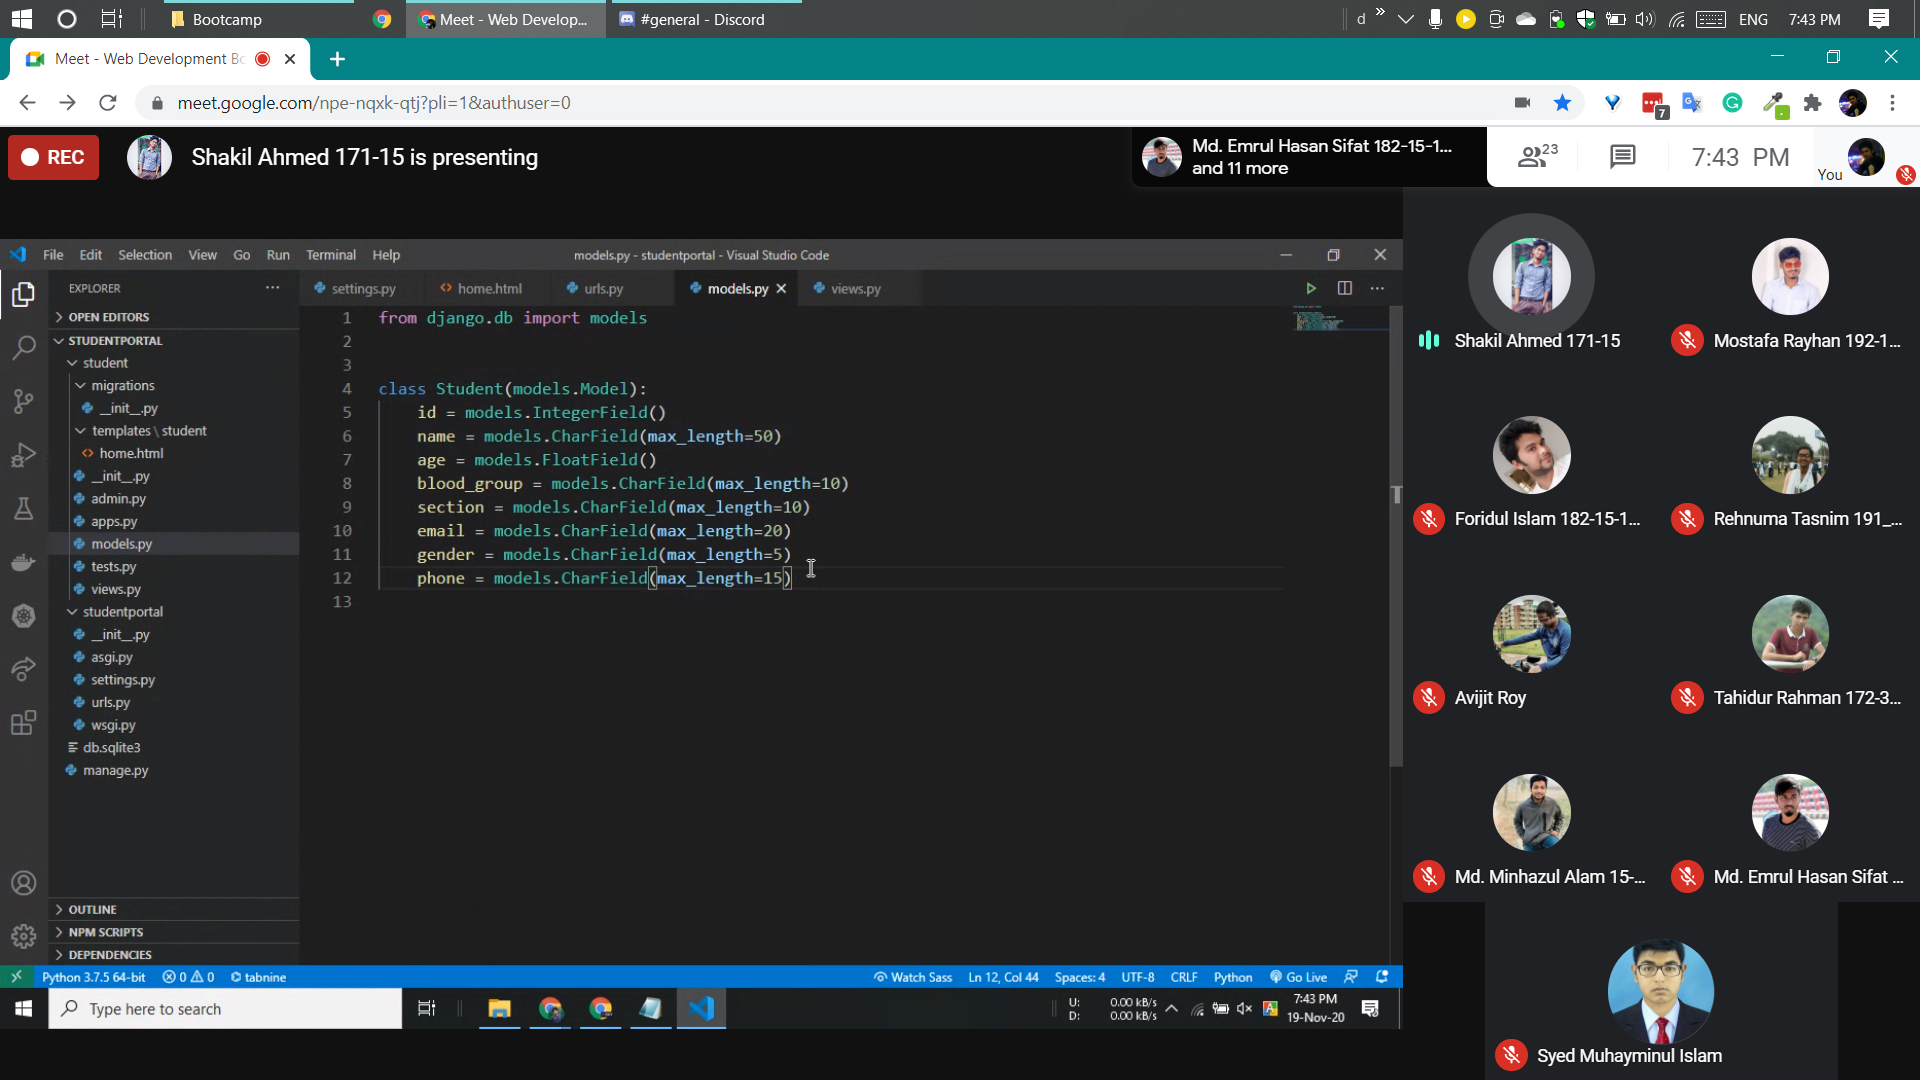 Bootcamp
Meet - Web Develop...
#general - Discord
d
ENG
7:43 PM
Meet - Web Development Bo
meet.google.com/npe-nqxk-qtj?pli=1&authuser=0
7
REC
Shakil Ahmed 171-15 is presenting
Md. Emrul Hasan Sifat 182-15-1...
and 11 more
23
7:43 PM
You
File Edit Selection View Go Run Terminal Help
models.py - studentportal - Visual Studio Code
EXPLORER
settings.py
home.html
urls.py
models.py
views.py
OPEN EDITORS
STUDENTPORTAL
student
migrations
__init__.py
templates \ student
home.html
__init__.py
admin.py
apps.py
models.py
tests.py
views.py
studentportal
__init__.py
asgi.py
settings.py
urls.py
wsgi.py
db.sqlite3
manage.py
OUTLINE
NPM SCRIPTS
DEPENDENCIES
1 from django.db import models
2
3
4 class Student(models.Model):
5 id = models.IntegerField()
6 name = models.CharField(max_length=50)
7 age = models.FloatField()
8 blood_group = models.CharField(max_length=10)
9 section = models.CharField(max_length=10)
10 email = models.CharField(max_length=20)
11 gender = models.CharField(max_length=5)
12 phone = models.CharField(max_length=15)
13
Python 3.7.5 64-bit 0 0 tabnine
Watch Sass Ln 12, Col 44 Spaces: 4 UTF-8 CRLF Python Go Live
Type here to search
U: 0.00 kB/s
D: 0.00 kB/s
7:43 PM
19-Nov-20
Shakil Ahmed 171-15
Mostafa Rayhan 192-1...
Foridul Islam 182-15-1...
Rehnuma Tasnim 191_...
Avijit Roy
Tahidur Rahman 172-3...
Md. Minhazul Alam 15-...
Md. Emrul Hasan Sifat ...
Syed Muhayminul Islam